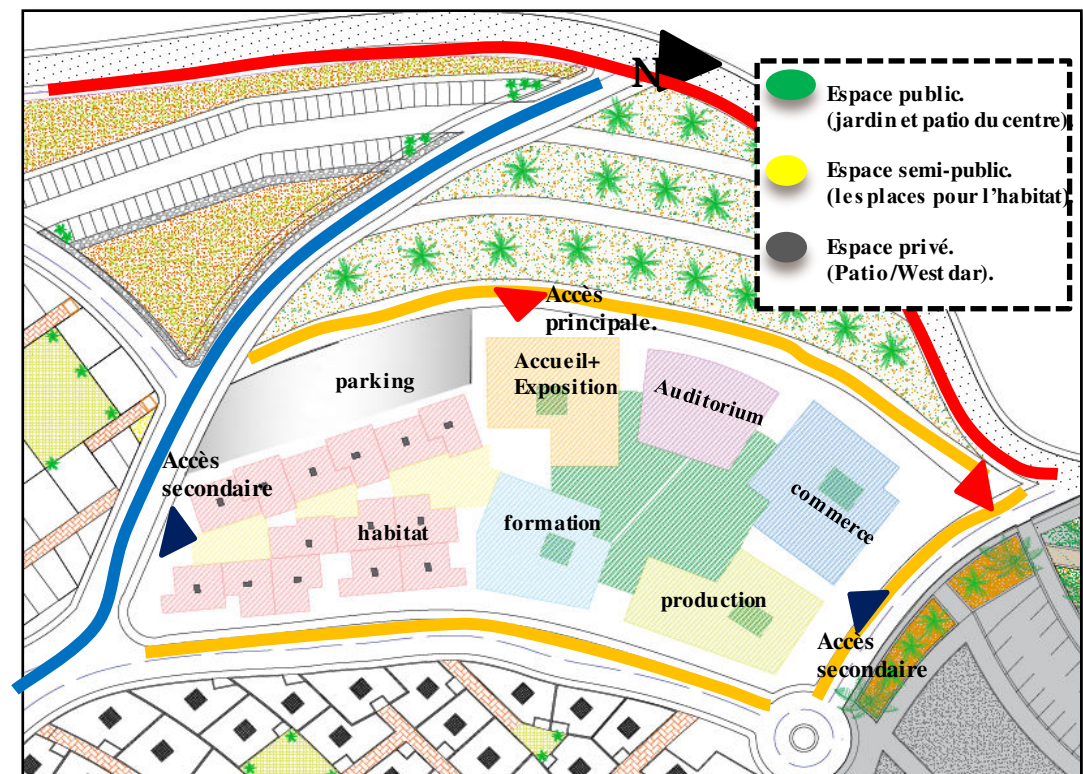 N
Espace public.
(jardin et patio du centre).
Espace semi-public.
(les places pour l'habitat)
Espace privé.
(Patio/West dar).
Accès
principale.
Accueil+
Exposition
parking
Auditorium
Accès
secondaire
commerce
formation
habitat
production
Accès
secondaire